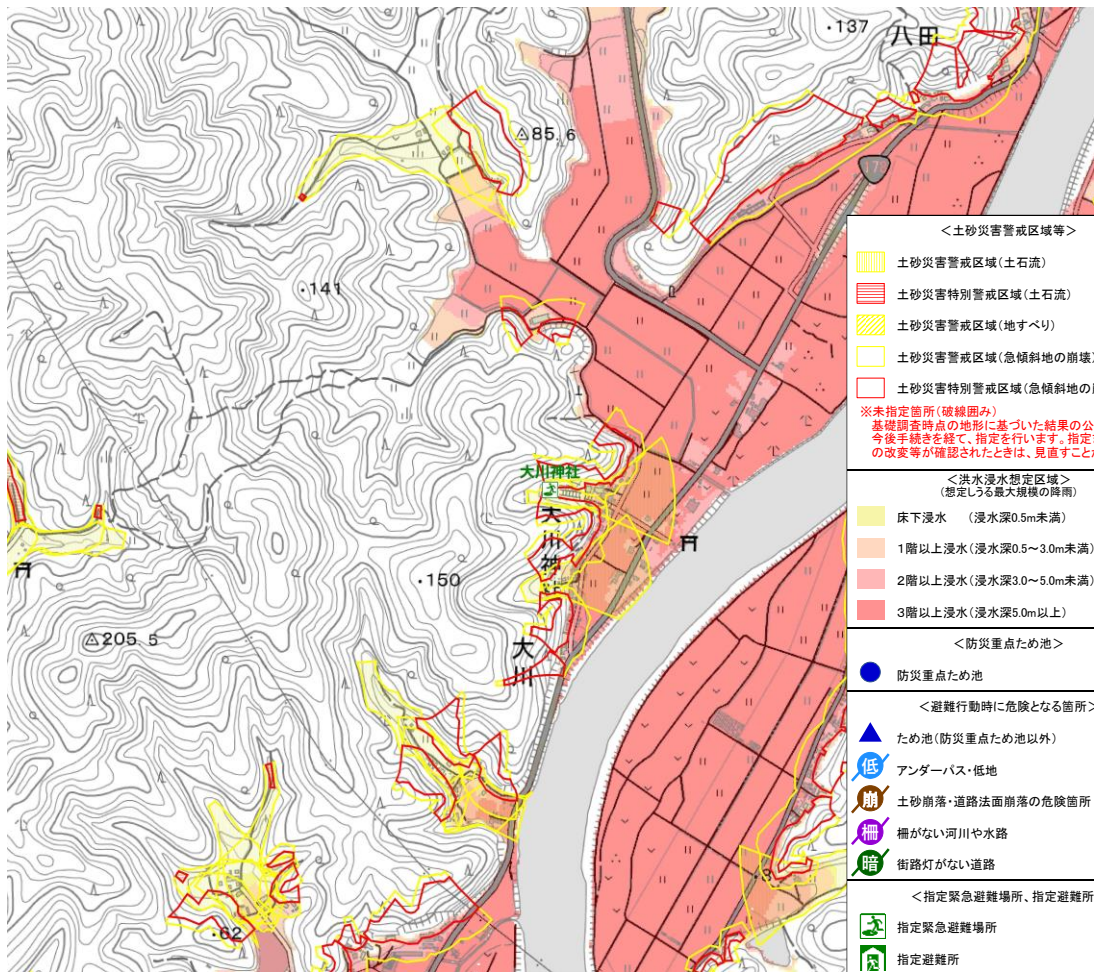 ・137
八田
△85.6
175
・141
大川神社
大川神社
・150
△205.5
大川
・62
＜土砂災害警戒区域等＞
土砂災害警戒区域(土石流)
土砂災害特別警戒区域(土石流)
土砂災害警戒区域(地すべり)
土砂災害警戒区域(急傾斜地の崩壊)
土砂災害特別警戒区域(急傾斜地の
※未指定箇所(破線囲み)
基礎調査時点の地形に基づいた結果の公
今後手続きを経て、指定を行います。指定
の改変等が確認されたときは、見直すこと
＜洪水浸水想定区域＞
(想定しうる最大規模の降雨)
床下浸水　(浸水深0.5m未満)
1階以上浸水(浸水深0.5～3.0m未満)
2階以上浸水(浸水深3.0～5.0m未満)
3階以上浸水(浸水深5.0m以上)
＜防災重点ため池＞
防災重点ため池
＜避難行動時に危険となる箇所＞
ため池(防災重点ため池以外)
低 アンダーパス・低地
崩 土砂崩落・道路法面崩落の危険箇所
柵 柵がない河川や水路
暗 街路灯がない道路
＜指定緊急避難場所、指定避難所
指定緊急避難場所
指定避難所